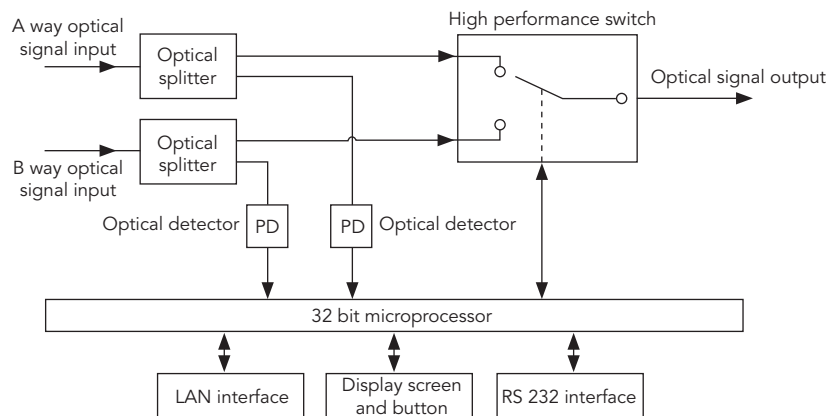 A way optical
signal input
Optical
splitter
High performance switch
Optical signal output
B way optical
signal input
Optical
splitter
Optical detector
PD
PD
Optical detector
32 bit microprocessor
LAN interface
Display screen
and button
RS 232 interface